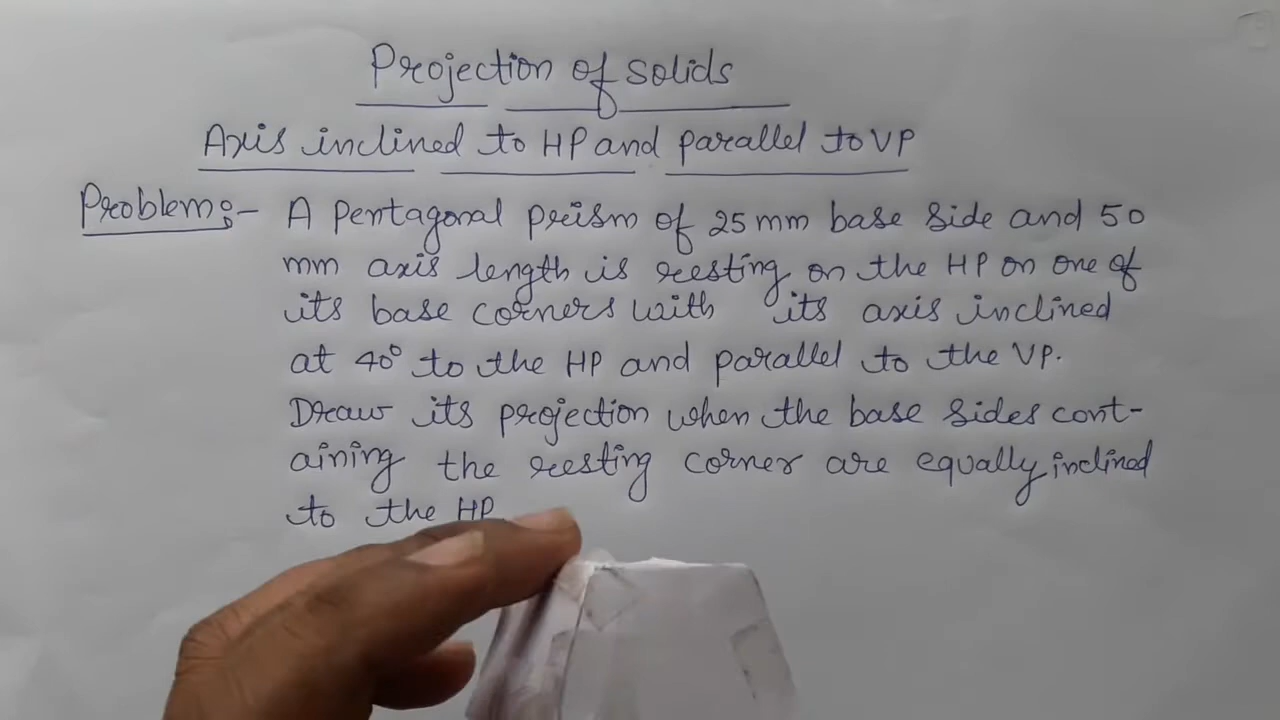 Projection of solids
Axis inclined to HP and parallel to VP
Problem:- A pentagonal prism of 25 mm base side and 50
mm axis length is resting on the HP on one of
its base corners with its axis inclined
at 40° to the HP and parallel to the VP.
Draw its projection when the base sides cont-
aining the resting corner are equally inclined
to the HP